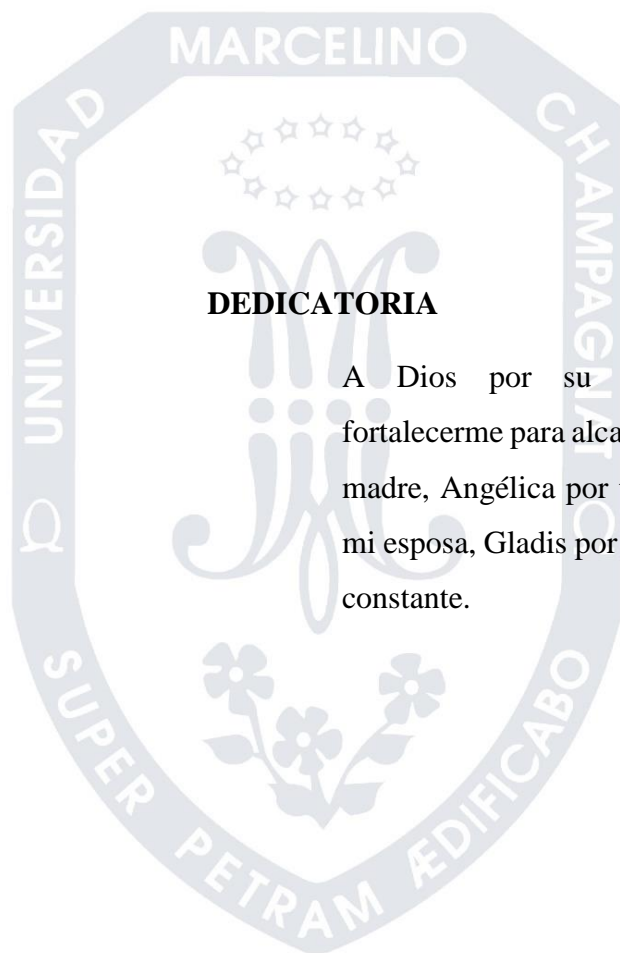 MARCELINO
UNIVERSIDAD
CHAMPAGNAT
DEDICATORIA
A Dios por su
fortalecerme para
madre, Angélica por
mi esposa, Gladis por
constante.
SUPER PETRAM ÆDIFICABO